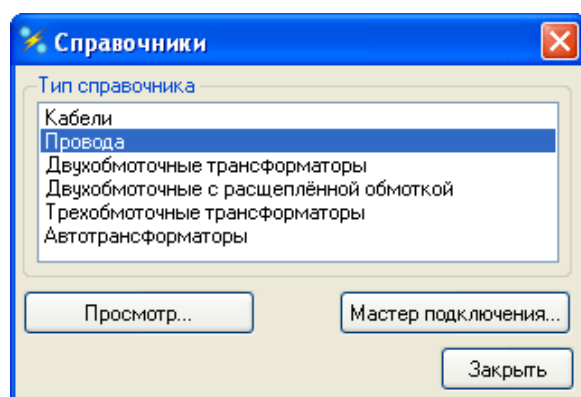 Справочники
Тип справочника
Кабели
Провода
Двухобмоточные трансформаторы
Двухобмоточные с расщеплённой обмоткой
Трехобмоточные трансформаторы
Автотрансформаторы
Просмотр... Мастер подключения...
Закрыть